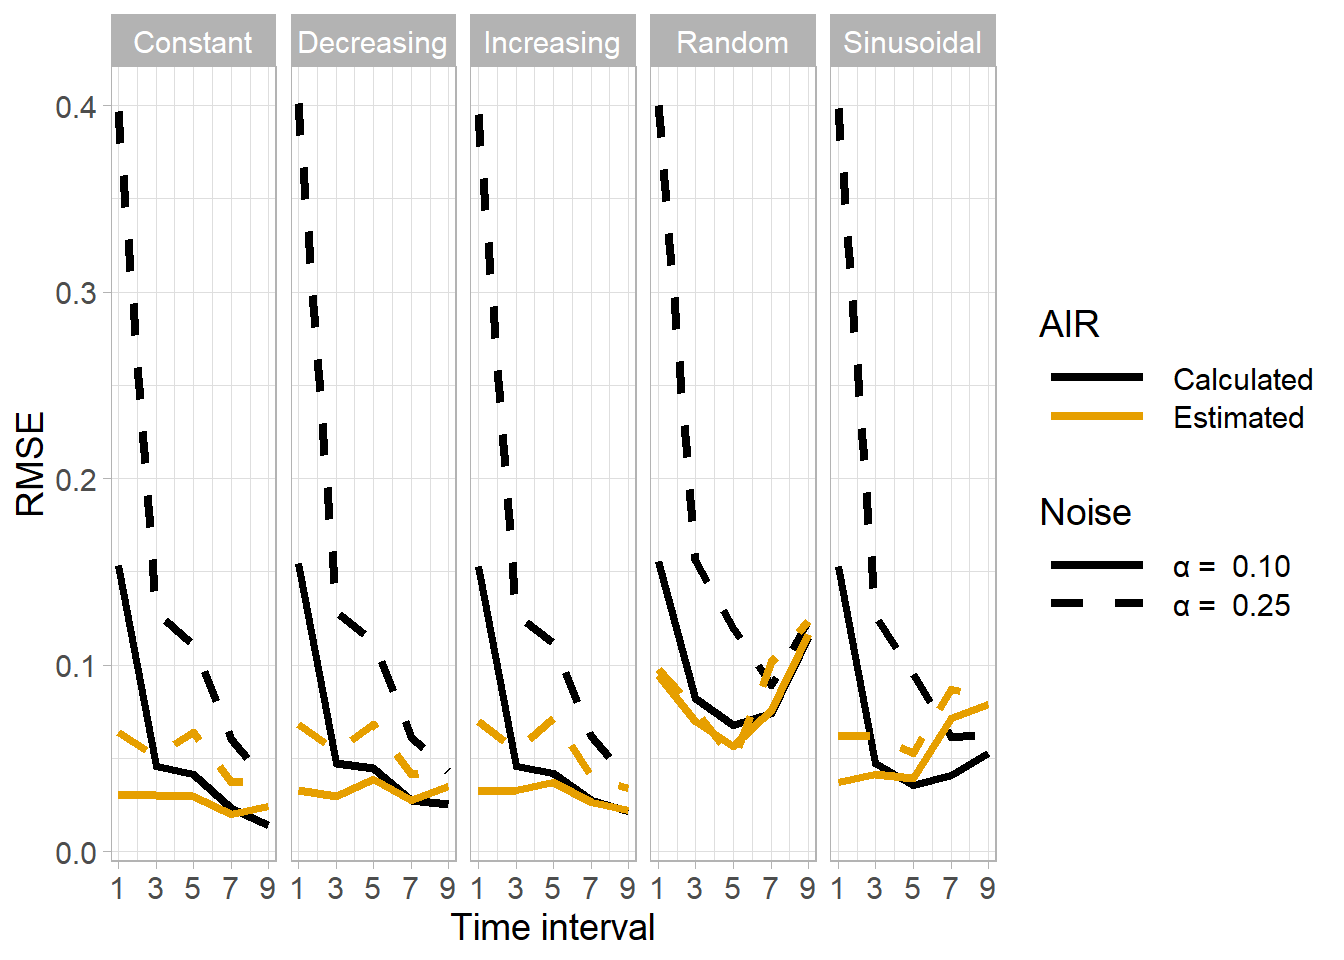 Constant Decreasing Increasing Random Sinusoidal
0.4
0.3
0.2
0.1
0.0
RMSE
1 3 5 7 9 1 3 5 7 9 1 3 5 7 9 1 3 5 7 9 1 3 5 7 9
Time interval
AIR
Calculated
Estimated
Noise
α = 0.10
α = 0.25